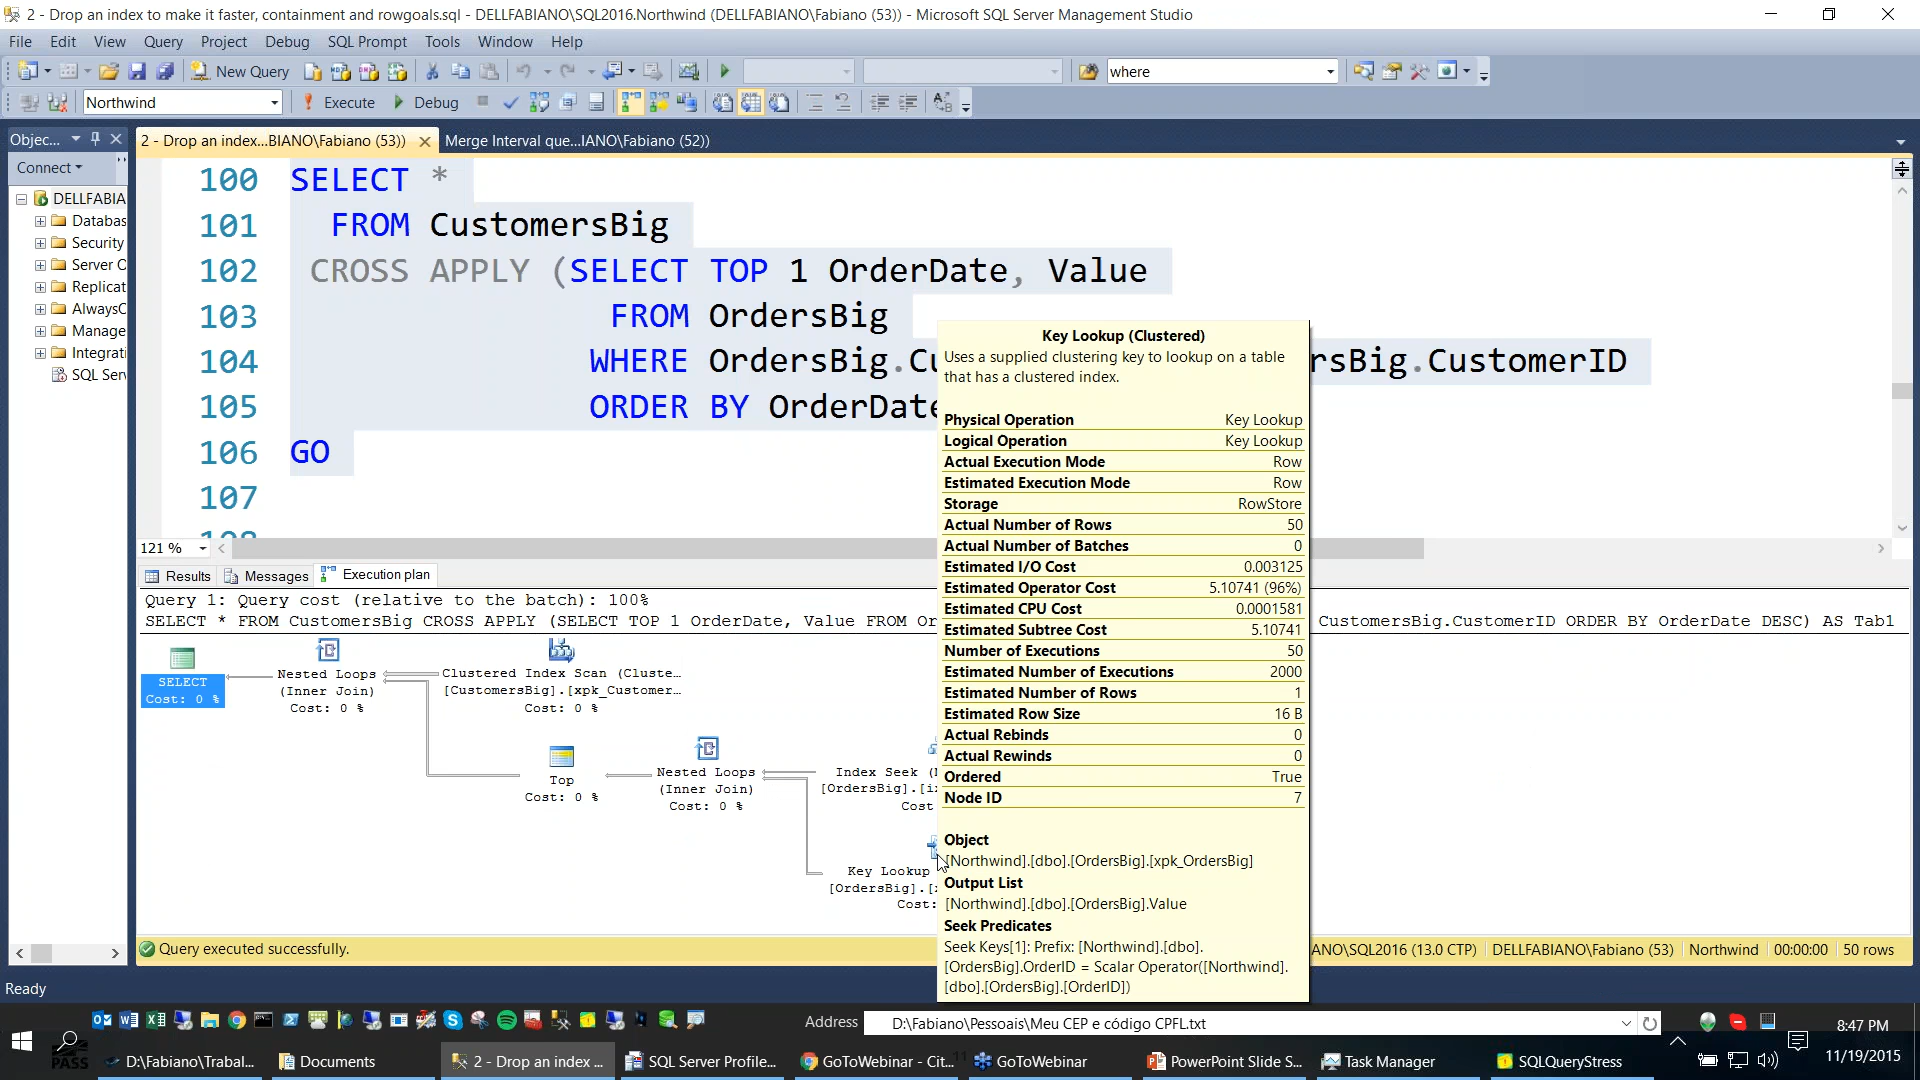 2 - Drop an index to make it faster, containment and rowgoals.sql - DELLFABIANO\SQL2016.Northwind (DELLFABIANO\Fabiano (53)) - Microsoft SQL Server Management Studio
File Edit View Query Project Debug SQL Prompt Tools Window Help
New Query where
Northwind Execute Debug
Objec... 2 - Drop an index...BIANO\Fabiano (53)) Merge Interval que...IANO\Fabiano (52))
Connect
DELLFABIA
Databas
Security
Server O
Replicat
AlwaysO
Manage
Integrati
SQL Serv
100 SELECT *
101 FROM CustomersBig
102 CROSS APPLY (SELECT TOP 1 OrderDate, Value
103 FROM OrdersBig
104 WHERE OrdersBig.Cu rsBig.CustomerID
105 ORDER BY OrderDate
106 GO
107
108
121 %
Results Messages Execution plan
Query 1: Query cost (relative to the batch): 100%
SELECT * FROM CustomersBig CROSS APPLY (SELECT TOP 1 OrderDate, Value FROM Or CustomersBig.CustomerID ORDER BY OrderDate DESC) AS Tab1
SELECT
Cost: 0 %
Nested Loops
(Inner Join)
Cost: 0 %
Clustered Index Scan (Cluste...
[CustomersBig].[xpk_Customer...
Cost: 0 %
Top
Cost: 0 %
Nested Loops
(Inner Join)
Cost: 0 %
Index Seek (
[OrdersBig].[i
Cost
Key Lookup
[OrdersBig].[
Cost:
Key Lookup (Clustered)
Uses a supplied clustering key to lookup on a table
that has a clustered index.
Physical Operation Key Lookup
Logical Operation Key Lookup
Actual Execution Mode Row
Estimated Execution Mode Row
Storage RowStore
Actual Number of Rows 50
Actual Number of Batches 0
Estimated I/O Cost 0.003125
Estimated Operator Cost 5.10741 (96%)
Estimated CPU Cost 0.0001581
Estimated Subtree Cost 5.10741
Number of Executions 50
Estimated Number of Executions 2000
Estimated Number of Rows 1
Estimated Row Size 16 B
Actual Rebinds 0
Actual Rewinds 0
Ordered True
Node ID 7
Object
[Northwind].[dbo].[OrdersBig].[xpk_OrdersBig]
Output List
[Northwind].[dbo].[OrdersBig].Value
Seek Predicates
Seek Keys[1]: Prefix: [Northwind].[dbo].
[OrdersBig].OrderID = Scalar Operator([Northwind].
[dbo].[OrdersBig].[OrderID])
Query executed successfully. ANO\SQL2016 (13.0 CTP) DELLFABIANO\Fabiano (53) Northwind 00:00:00 50 rows
Ready
Address D:\Fabiano\Pessoais\Meu CEP e código CPFL.txt
PASS
D:\Fabiano\Trabal... Documents 2 - Drop an index ... SQL Server Profile... GoToWebinar - Cit... GoToWebinar PowerPoint Slide S... Task Manager SQLQueryStress
8:47 PM
11/19/2015